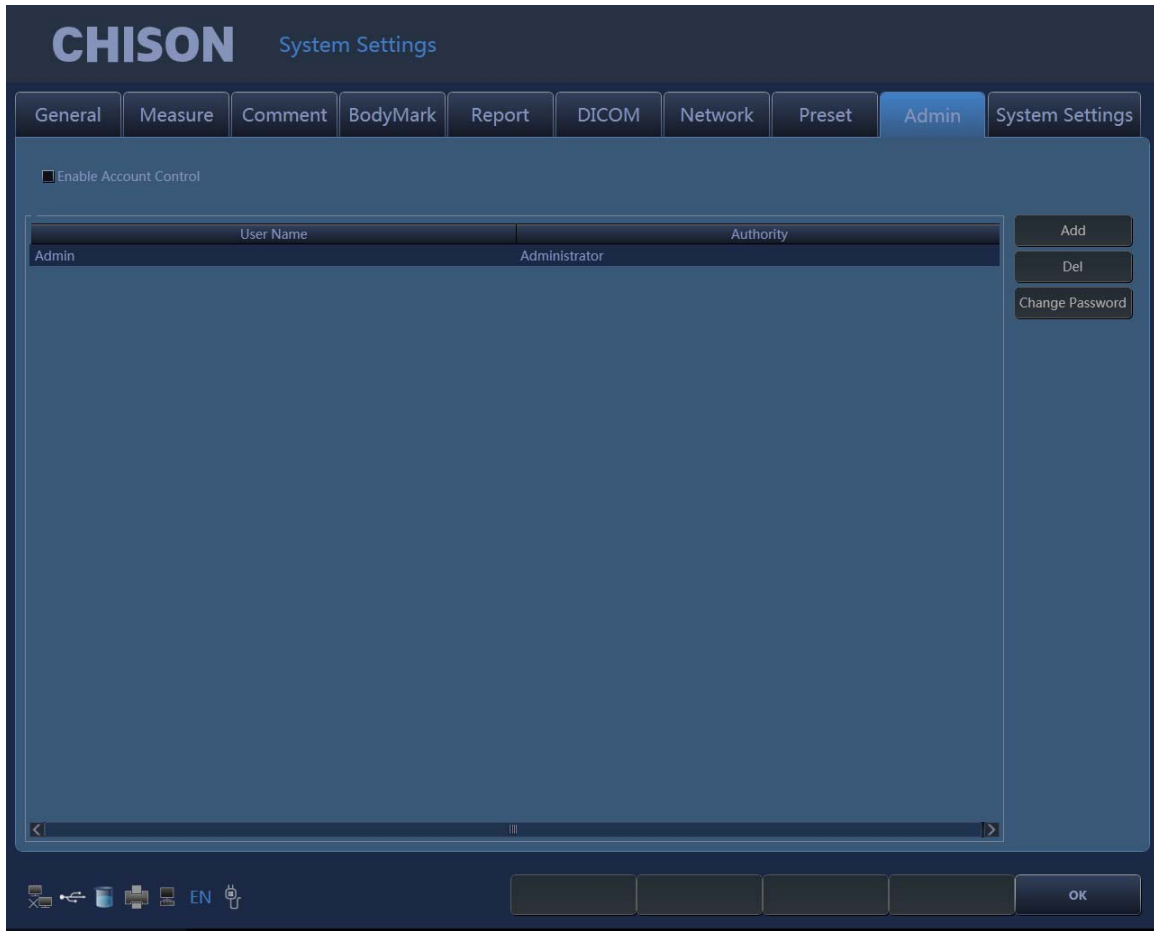 CHISON System Settings
General Measure Comment BodyMark Report DICOM Network Preset Admin System Settings
Enable Account Control
User Name Authority Add
Admin Administrator
Del
Change Password
EN OK